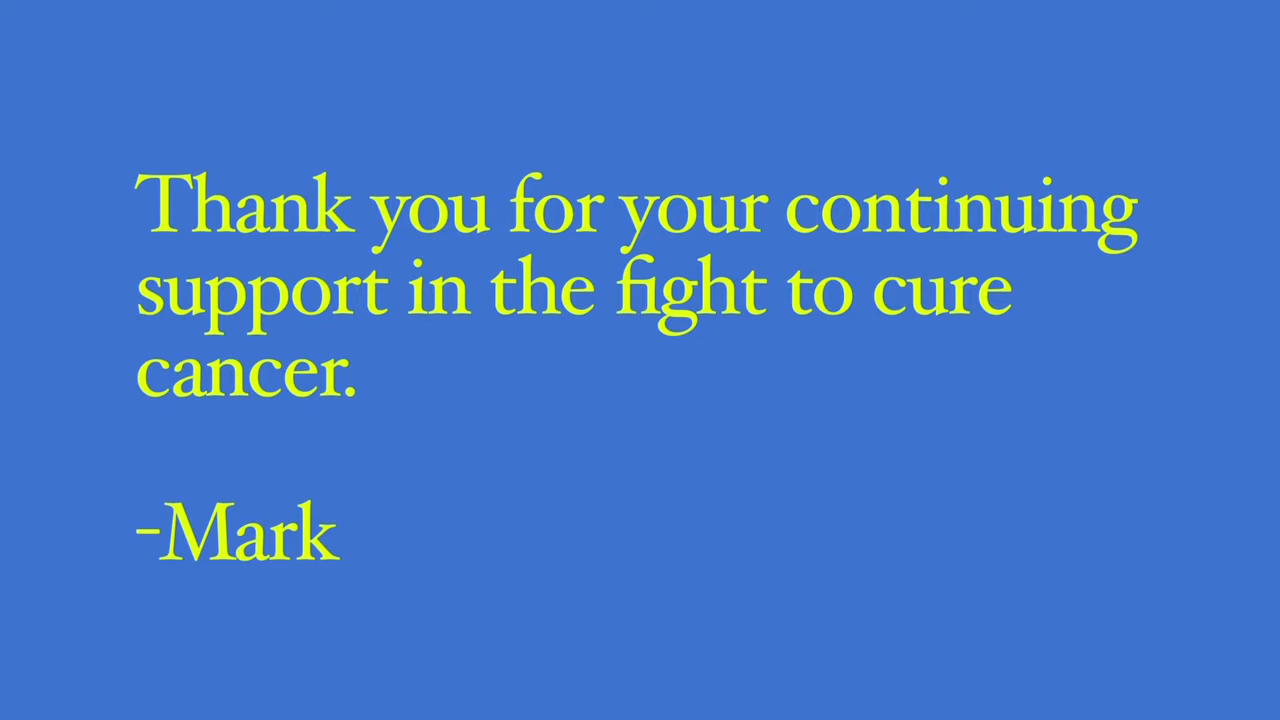 Thank you for your continuing
support in the fight to cure
cancer.
-Mark